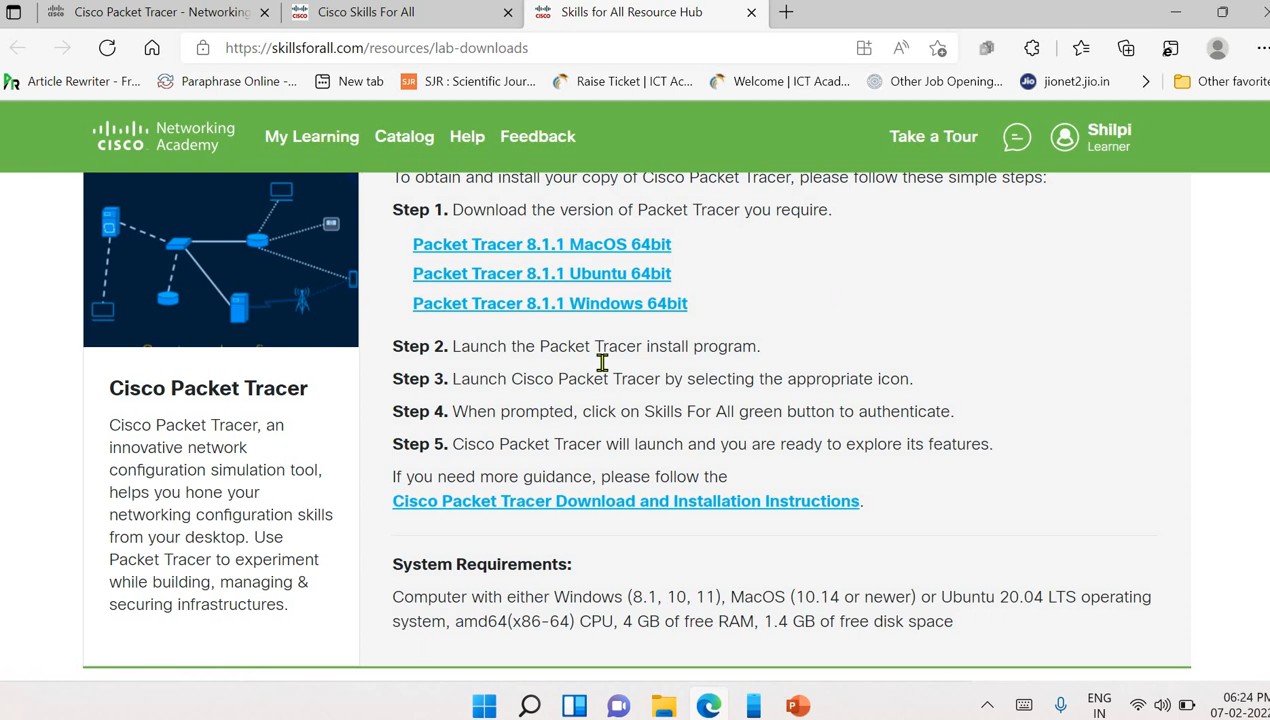 Cisco Packet Tracer - Networking
Cisco Skills For All
Skills for All Resource Hub
https://skillsforall.com/resources/lab-downloads
Article Rewriter - Fr...
Paraphrase Online -...
New tab
SJR : Scientific Jour...
Raise Ticket | ICT Ac...
Welcome | ICT Acad...
Other Job Opening...
jionet2.jio.in
Other favorite
CISCO Networking Academy
My Learning
Catalog
Help
Feedback
Take a Tour
Shilpi
Learner
To obtain and install your copy of Cisco Packet Tracer, please follow these simple steps:
Step 1. Download the version of Packet Tracer you require.
Packet Tracer 8.1.1 MacOS 64bit
Packet Tracer 8.1.1 Ubuntu 64bit
Packet Tracer 8.1.1 Windows 64bit
Step 2. Launch the Packet Tracer install program.
Step 3. Launch Cisco Packet Tracer by selecting the appropriate icon.
Step 4. When prompted, click on Skills For All green button to authenticate.
Step 5. Cisco Packet Tracer will launch and you are ready to explore its features.
If you need more guidance, please follow the
Cisco Packet Tracer Download and Installation Instructions.
System Requirements:
Computer with either Windows (8.1, 10, 11), MacOS (10.14 or newer) or Ubuntu 20.04 LTS operating
system, amd64(x86-64) CPU, 4 GB of free RAM, 1.4 GB of free disk space
Cisco Packet Tracer
Cisco Packet Tracer, an
innovative network
configuration simulation tool,
helps you hone your
networking configuration skills
from your desktop. Use
Packet Tracer to experiment
while building, managing &
securing infrastructures.
ENG
IN
06:24 PM
07-02-2022